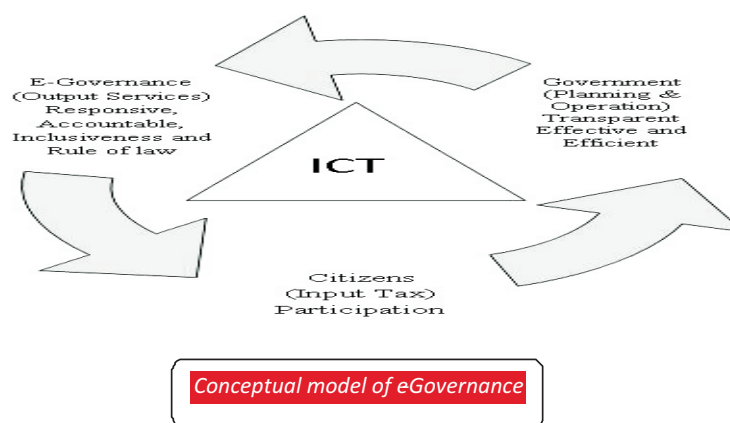 E-Governance
(Output Services)
Responsive,
Accountable,
Inclusiveness and
Rule of law
Government
(Planning &
Operation)
Transparent
Effective and
Efficient
ICT
Citizens
(Input Tax)
Participation
Conceptual model of eGovernance